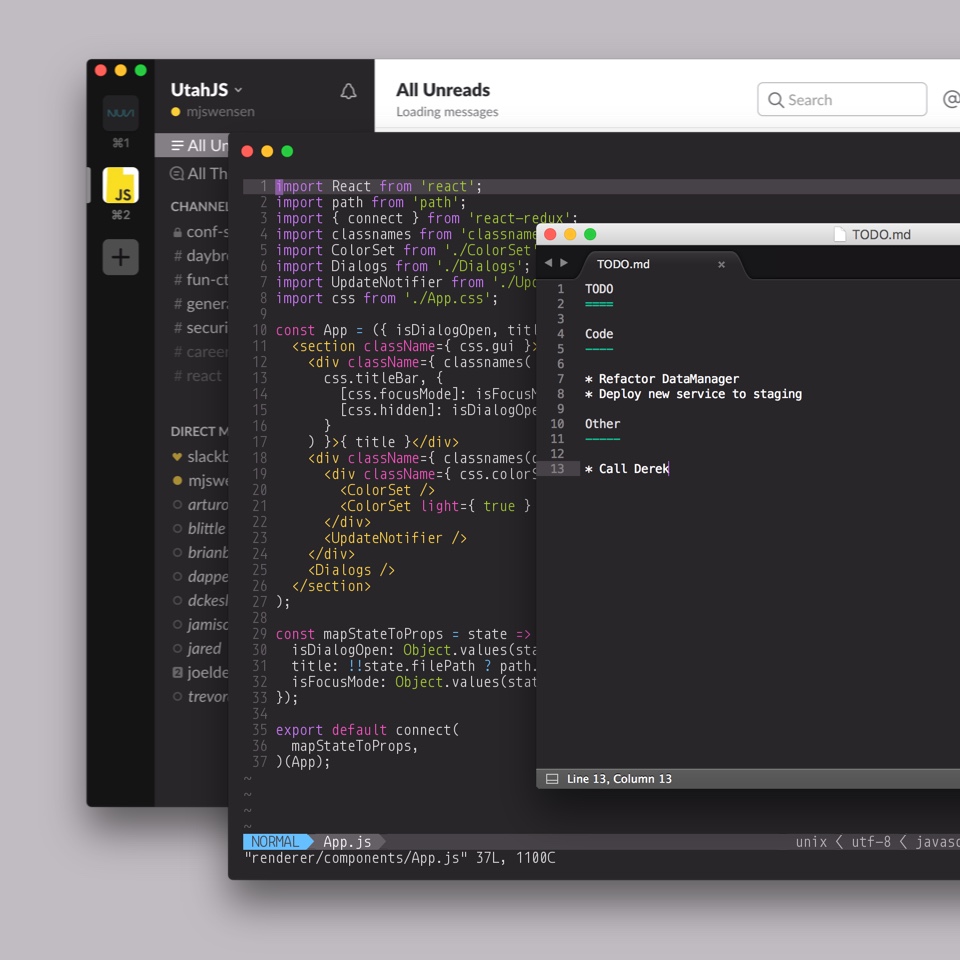 UtahJS
mjswensen
NUVI
⌘1
JS
⌘2
All Unreads
Loading messages
Search
@
All Un
All Th
CHANNEL
conf-s
# daybr
# fun-ct
# gener
# securi
# career
# react
DIRECT M
slackb
mjswe
arturo
blittle
brianb
dappe
dckesl
jamiso
jared
2 joelde
trevor
1 import React from 'react';
2 import path from 'path';
3 import { connect } from 'react-redux';
4 import classnames from 'classname
5 import ColorSet from './ColorSet'
6 import Dialogs from './Dialogs';
7 import UpdateNotifier from './Upd
8 import css from './App.css';
9
10 const App = ({ isDialogOpen, titl
11 <section className={ css.gui }>
12 <div className={ classnames(
13 css.titleBar, {
14 [css.focusMode]: isFocusM
15 [css.hidden]: isDialogOpe
16 }
17 ) }>{ title }</div>
18 <div className={ classnames(c
19 <div className={ css.colors
20 <ColorSet />
21 <ColorSet light={ true }
22 </div>
23 <UpdateNotifier />
24 </div>
25 <Dialogs />
26 </section>
27 );
28
29 const mapStateToProps = state =>
30 isDialogOpen: Object.values(sta
31 title: !!state.filePath ? path.
32 isFocusMode: Object.values(stat
33 });
34
35 export default connect(
36 mapStateToProps,
37 )(App);
~
~
~
~
NORMAL App.js unix < utf-8 < javasc
"renderer/components/App.js" 37L, 1100C
TODO.md
TODO.md ×
1 TODO
2 ====
3
4 Code
5 ----
6
7 * Refactor DataManager
8 * Deploy new service to staging
9
10 Other
11 -----
12
13 * Call Derek
Line 13, Column 13